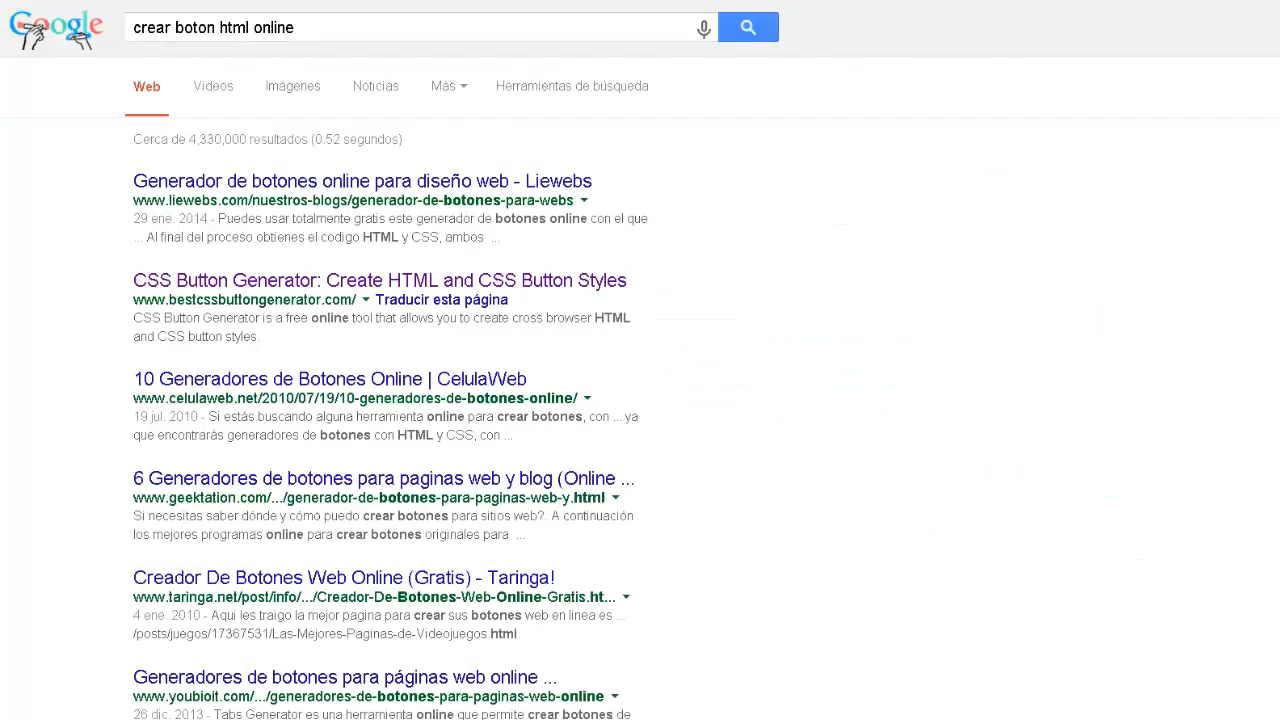 Google
crear boton html online
Web Videos Imágenes Noticias Más Herramientas de búsqueda
Cerca de 4,330,000 resultados (0.52 segundos)
Generador de botones online para diseño web - Liewebs
www.liewebs.com/nuestros-blogs/generador-de-botones-para-webs
29 ene. 2014 - Puedes usar totalmente gratis este generador de botones online con el que
... Al final del proceso obtienes el codigo HTML y CSS, ambos ...
CSS Button Generator: Create HTML and CSS Button Styles
www.bestcssbuttongenerator.com/ Traducir esta página
CSS Button Generator is a free online tool that allows you to create cross browser HTML
and CSS button styles.
10 Generadores de Botones Online | CelulaWeb
www.celulaweb.net/2010/07/19/10-generadores-de-botones-online/
19 jul. 2010 - Si estás buscando alguna herramienta online para crear botones, con ... ya
que encontrarás generadores de botones con HTML y CSS, con ...
6 Generadores de botones para paginas web y blog (Online ...
www.geektation.com/.../generador-de-botones-para-paginas-web-y.html
Si necesitas saber dónde y cómo puedo crear botones para sitios web?. A continuación
los mejores programas online para crear botones originales para ...
Creador De Botones Web Online (Gratis) - Taringa!
www.taringa.net/post/info/.../Creador-De-Botones-Web-Online-Gratis.ht...
4 ene. 2010 - Aqui les traigo la mejor pagina para crear sus botones web en linea es ...
/posts/juegos/17367531/Las-Mejores-Paginas-de-Videojuegos.html.
Generadores de botones para páginas web online ...
www.youbioit.com/.../generadores-de-botones-para-paginas-web-online
26 dic. 2013 - Tabs Generator es una herramienta online que permite crear botones de